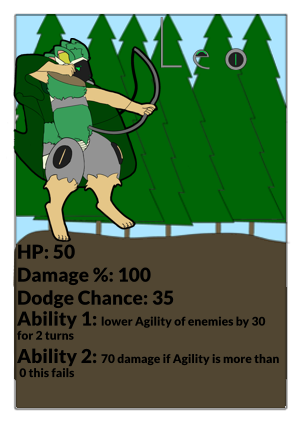 Leo
HP: 50
Damage %: 100
Dodge Chance: 35
Ability 1: lower Agility of enemies by 30
for 2 turns
Ability 2: 70 damage if Agility is more than
0 this fails